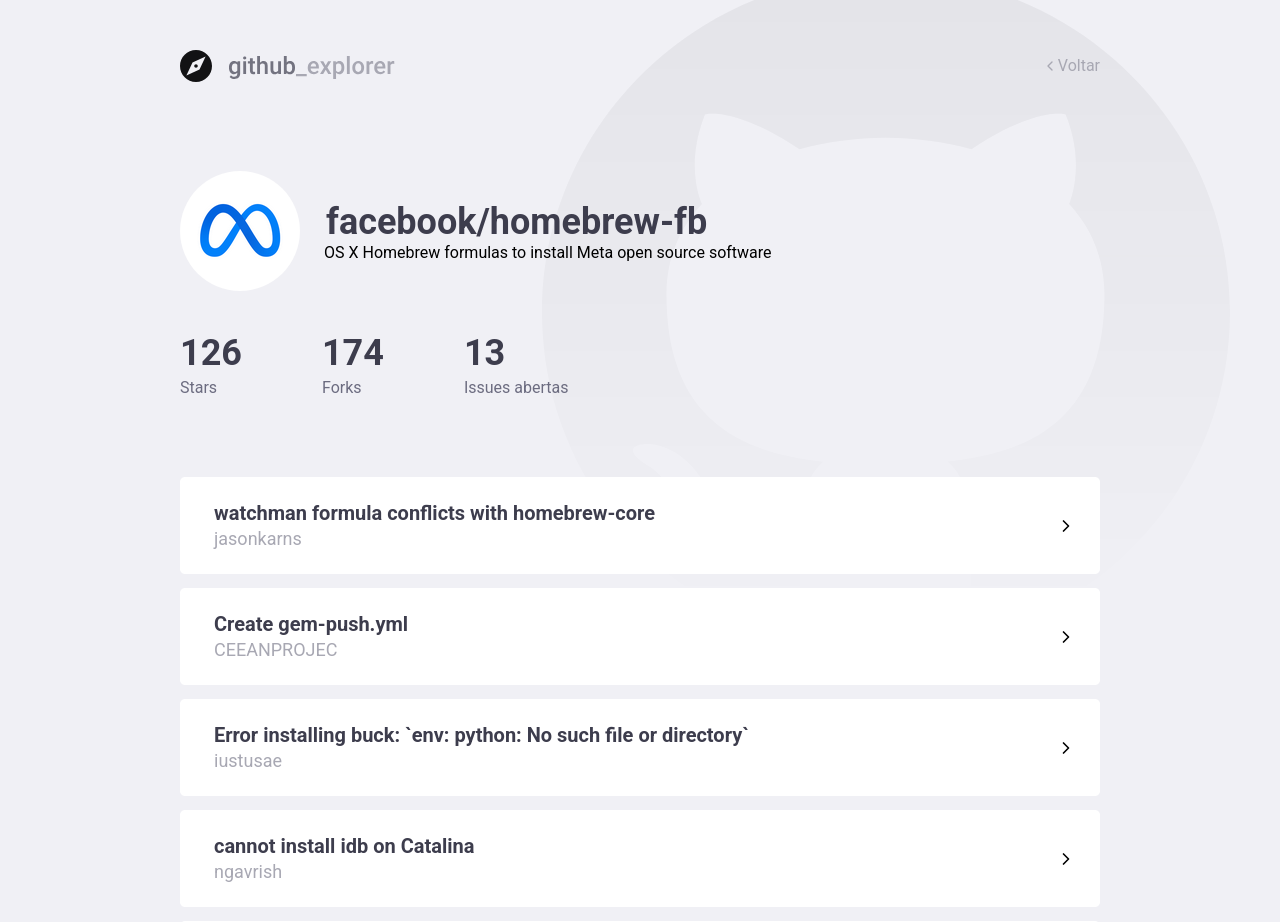 github_explorer
Voltar
facebook/homebrew-fb
OS X Homebrew formulas to install Meta open source software
126
174
13
Stars
Forks
Issues abertas
watchman formula conflicts with homebrew-core
jasonkarns
Create gem-push.yml
CEEANPROJEC
Error installing buck: `env: python: No such file or directory`
iustusae
cannot install idb on Catalina
ngavrish